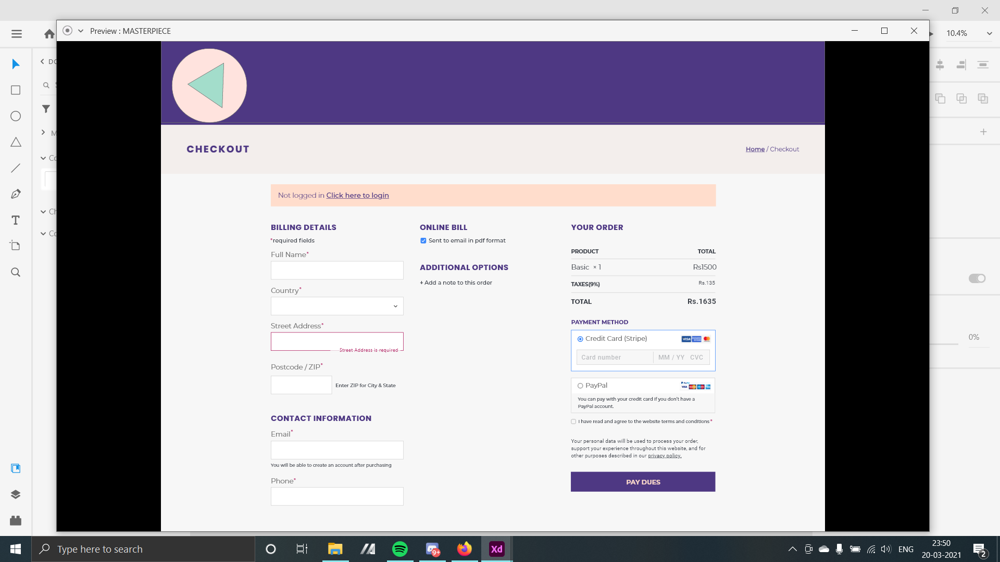 Preview : MASTERPIECE
10.4%
CHECKOUT
Home / Checkout
Not logged in Click here to login
BILLING DETAILS
*required fields
Full Name*
Country*
Street Address*
Street Address is required
Postcode / ZIP*
Enter ZIP for City & State
CONTACT INFORMATION
Email*
You will be able to create an account after purchasing
Phone*
ONLINE BILL
Sent to email in pdf format
ADDITIONAL OPTIONS
+ Add a note to this order
YOUR ORDER
PRODUCT TOTAL
Basic × 1 Rs1500
TAXES(9%) Rs.135
TOTAL Rs.1635
PAYMENT METHOD
Credit Card (Stripe) VISA
Card number MM / YY CVC
PayPal
You can pay with your credit card if you don't have a
PayPal account.
I have read and agree to the website terms and conditions *
Your personal data will be used to process your order,
support your experience throughout this website, and for
other purposes described in our privacy policy.
PAY DUES
0%
Type here to search
9+
Xd
ENG
23:50
20-03-2021
2